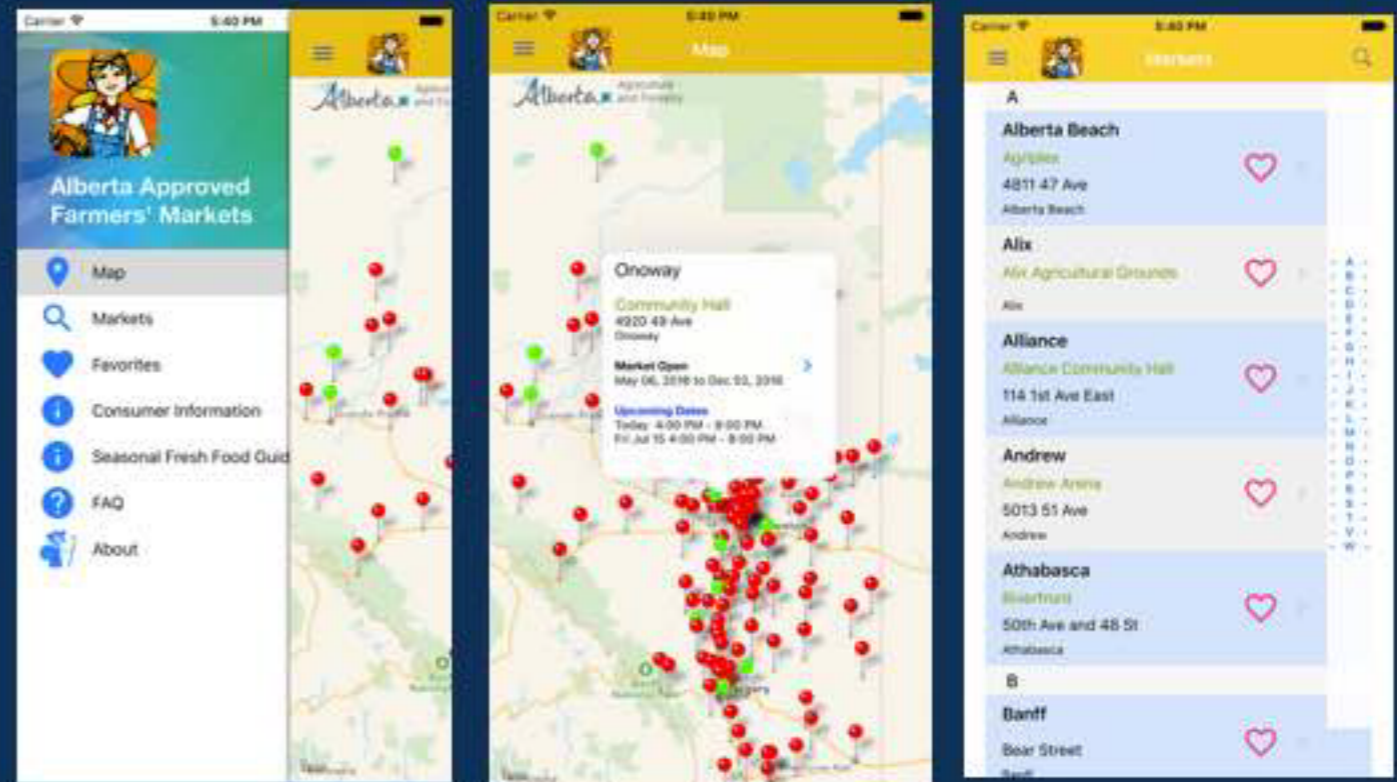 Carrier
5:40 PM
Alberta Approved
Farmers' Markets
Map
Markets
Favorites
Consumer Information
Seasonal Fresh Food Guid
FAQ
About
Alberta
Carrier
5:40 PM
Map
Alberta
Agriculture
and Forestry
Onoway
Community Hall
4920 49 Ave
Onoway
Market Open
May 06, 2016 to Dec 03, 2016
Upcoming Dates
Today 4:00 PM - 8:00 PM
Fri Jul 15 4:00 PM - 8:00 PM
Carrier
5:40 PM
Markets
A
Alberta Beach
Agriplex
4811 47 Ave
Alberta Beach
Alix
Alix Agricultural Grounds
Alix
Alliance
Alliance Community Hall
114 1st Ave East
Alliance
Andrew
Andrew Arena
5013 51 Ave
Andrew
Athabasca
Riverfront
50th Ave and 48 St
Athabasca
B
Banff
Bear Street
Banff